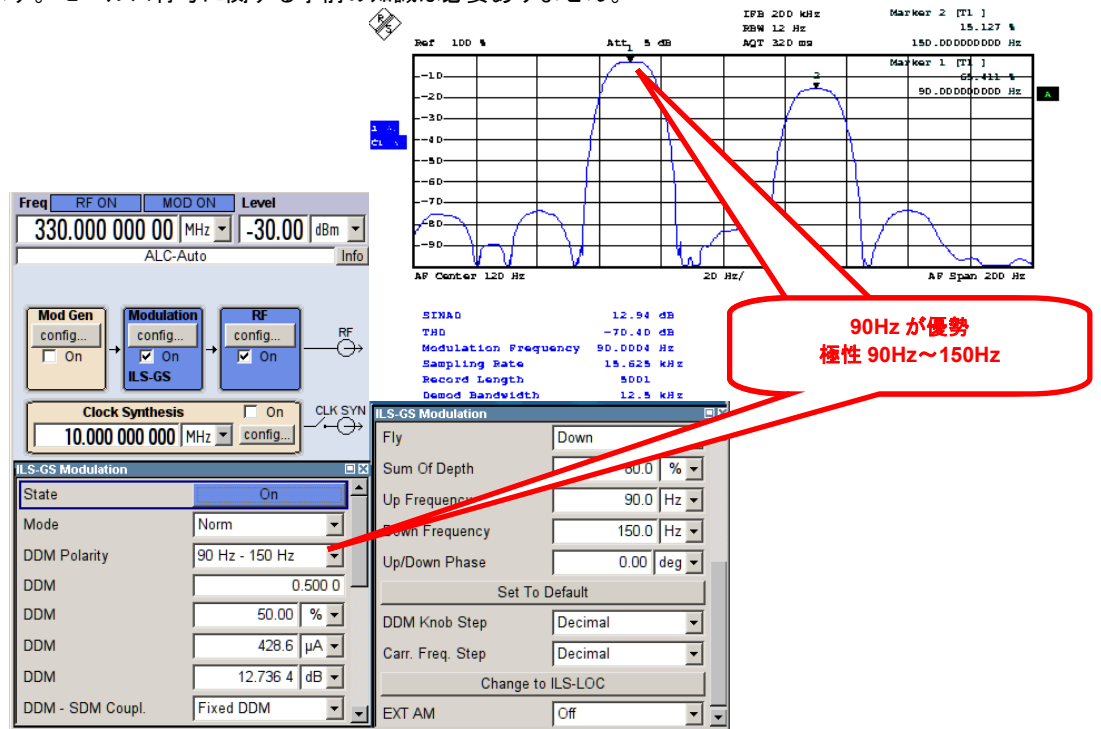 IFB 200 kHz
RBW 12 Hz
AQT 320 ms
Marker 2 [T1 ]
15.127 %
150.000000000 Hz
Ref 100 %
Att 5 dB
Marker 1 [T1 ]
65.411 %
90.000000000 Hz
1
2
A
-10
-20
-30
-40
-50
-60
-70
-80
-90
AF Center 120 Hz
20 Hz/
AF Span 200 Hz
SINAD 12.94 dB
THD -70.40 dB
Modulation Frequency 90.0004 Hz
Sampling Rate 15.625 kHz
Record Length 5001
Demod Bandwidth 12.5 kHz
90Hz が優勢
極性 90Hz～150Hz
Freq RF ON MOD ON Level
330.000 000 00 MHz -30.00 dBm
ALC-Auto Info
Mod Gen
config...
On
Modulation
config...
On
ILS-GS
RF
config...
On
RF
Clock Synthesis On
10.000 000 000 MHz config...
CLK SYN
ILS-GS Modulation
State On
Mode Norm
DDM Polarity 90 Hz - 150 Hz
DDM 0.500 0
DDM 50.00 %
DDM 428.6 µA
DDM 12.736 4 dB
DDM - SDM Coupl. Fixed DDM
ILS-GS Modulation
Fly Down
Sum Of Depth 80.0 %
Up Frequency 90.0 Hz
Down Frequency 150.0 Hz
Up/Down Phase 0.00 deg
Set To Default
DDM Knob Step Decimal
Carr. Freq. Step Decimal
Change to ILS-LOC
EXT AM Off